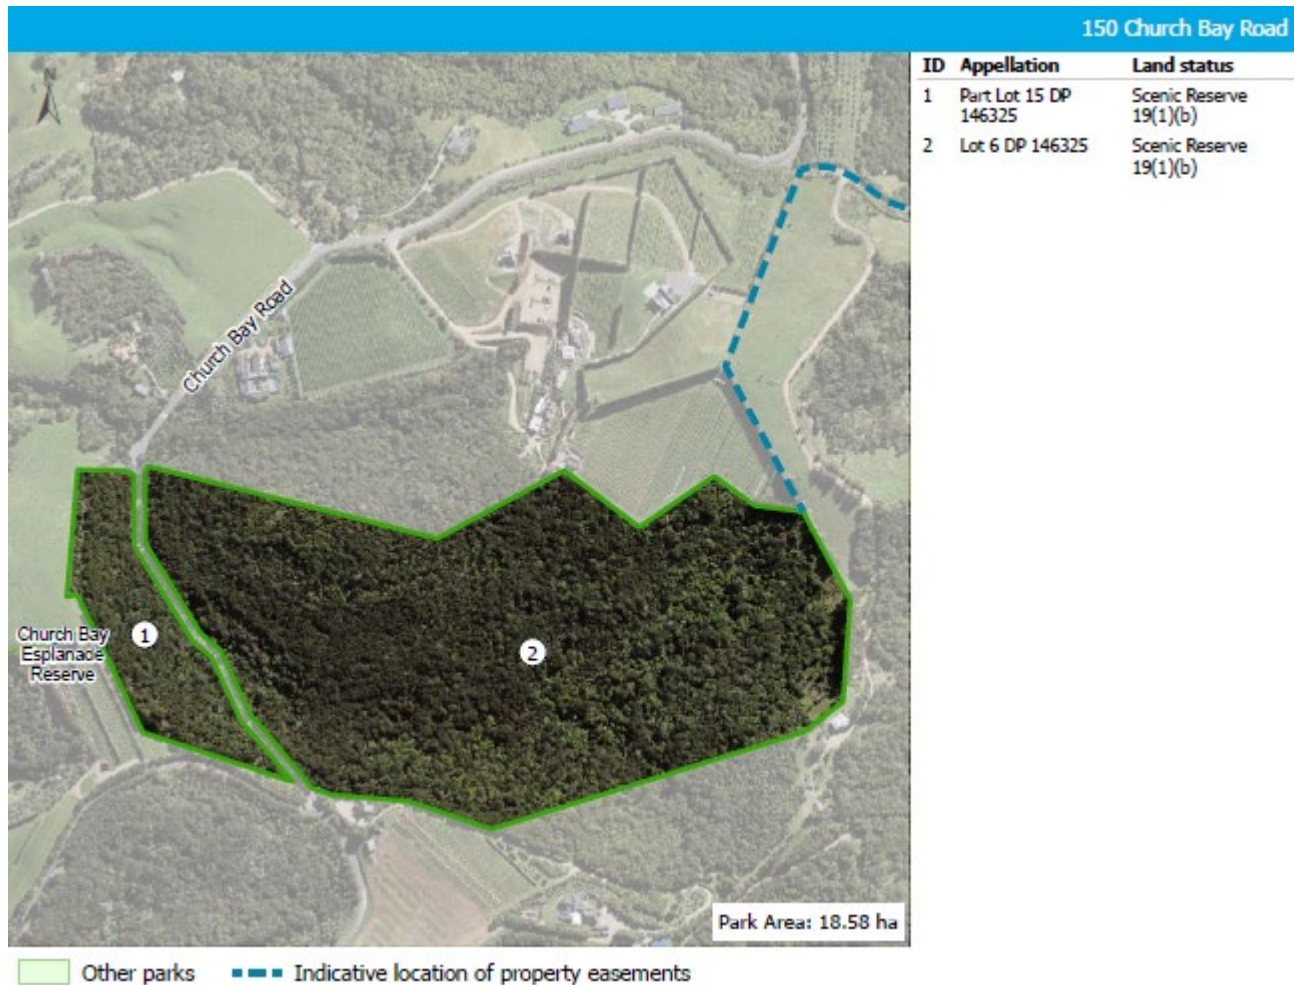 150 Church Bay Road
ID Appellation Land status
1 Part Lot 15 DP Scenic Reserve
146325 19(1)(b)
2 Lot 6 DP 146325 Scenic Reserve
19(1)(b)
N
Church Bay Road
Church Bay
Esplanade
Reserve
1
2
Park Area: 18.58 ha
Other parks Indicative location of property easements